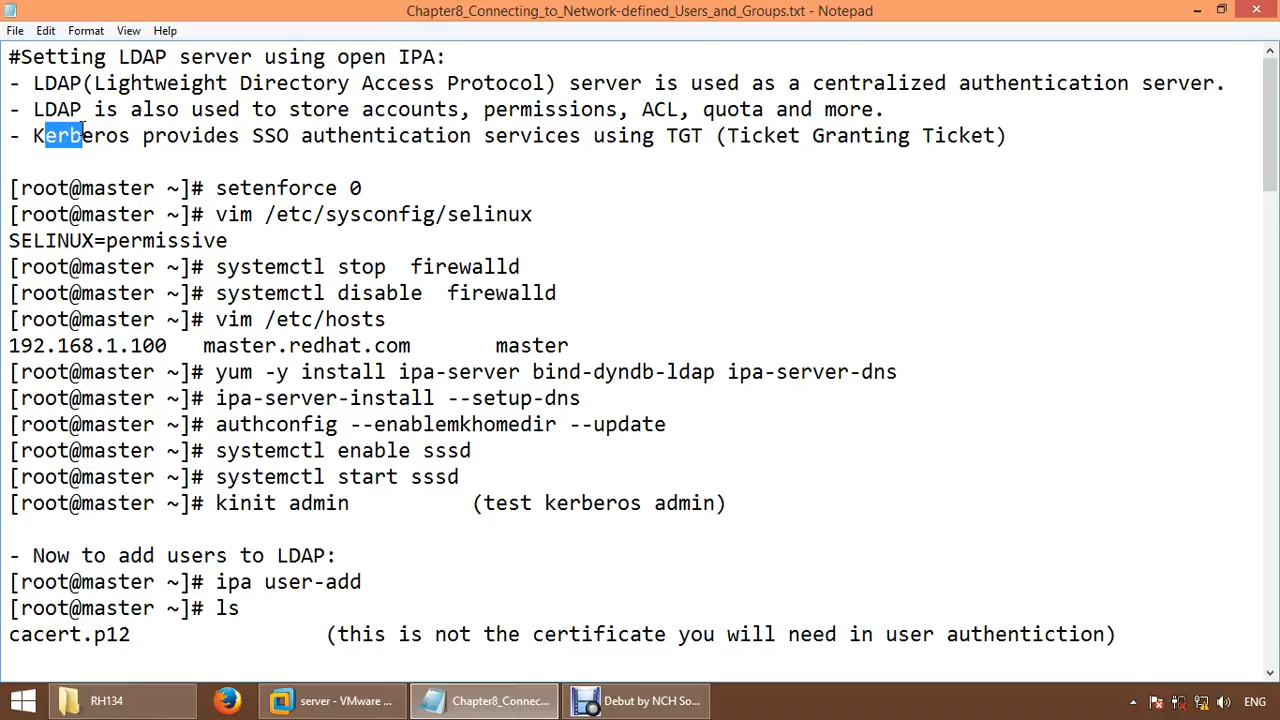 Chapter8_Connecting_to_Network-defined_Users_and_Groups.txt - Notepad
File Edit Format View Help
#Setting LDAP server using open IPA:
- LDAP(Lightweight Directory Access Protocol) server is used as a centralized authentication server.
- LDAP is also used to store accounts, permissions, ACL, quota and more.
- Kerberos provides SSO authentication services using TGT (Ticket Granting Ticket)
[root@master ~]# setenforce 0
[root@master ~]# vim /etc/sysconfig/selinux
SELINUX=permissive
[root@master ~]# systemctl stop  firewalld
[root@master ~]# systemctl disable  firewalld
[root@master ~]# vim /etc/hosts
192.168.1.100   master.redhat.com       master
[root@master ~]# yum -y install ipa-server bind-dyndb-ldap ipa-server-dns
[root@master ~]# ipa-server-install --setup-dns
[root@master ~]# authconfig --enablemkhomedir --update
[root@master ~]# systemctl enable sssd
[root@master ~]# systemctl start sssd
[root@master ~]# kinit admin          (test kerberos admin)
- Now to add users to LDAP:
[root@master ~]# ipa user-add
[root@master ~]# ls
cacert.p12                (this is not the certificate you will need in user authentiction)
RH134 server - VMware ... Chapter8_Connec... Debut by NCH So... ENG